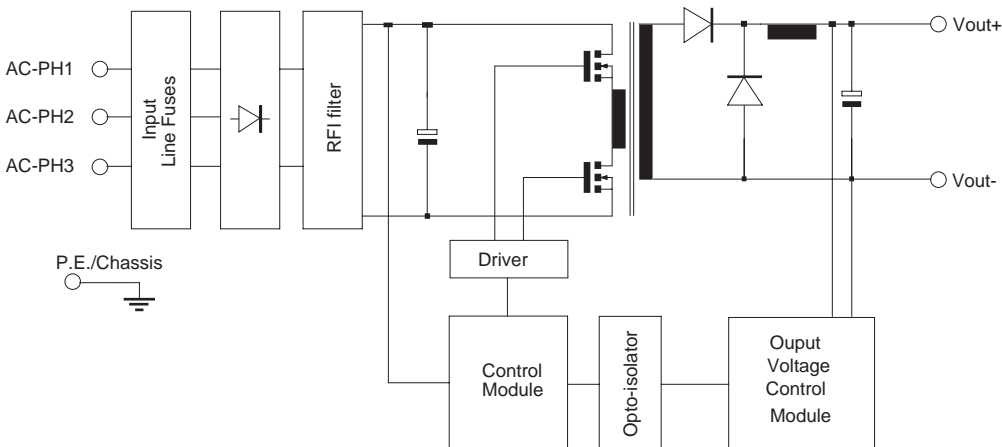 Vout+
AC-PH1
AC-PH2
AC-PH3
Input
Line Fuses
RFI filter
Vout-
P.E./Chassis
Driver
Control
Module
Opto-isolator
Ouput
Voltage
Control
Module